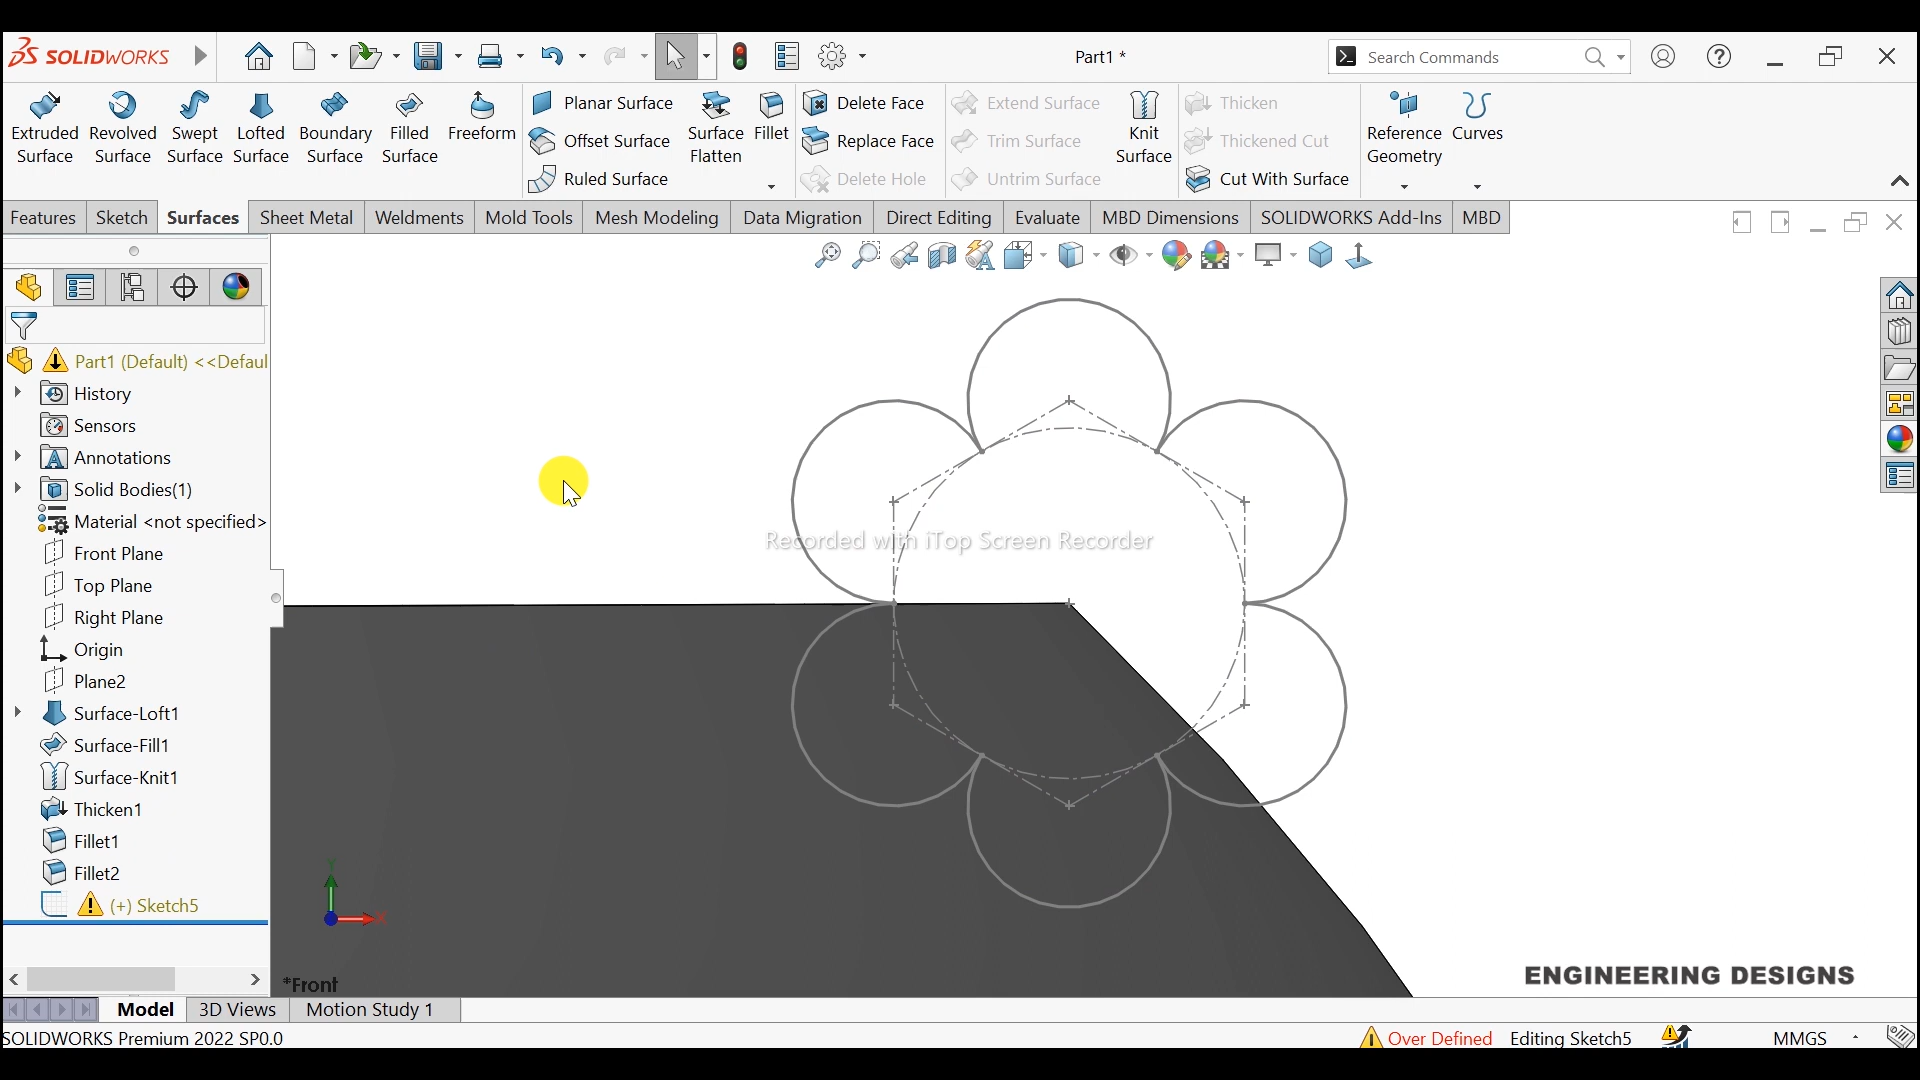 SOLIDWORKS
Part1 *
Search Commands
Extruded Surface
Revolved Surface
Swept Surface
Lofted Surface
Boundary Surface
Filled Surface
Freeform
Planar Surface
Offset Surface
Ruled Surface
Surface Flatten
Fillet
Delete Face
Replace Face
Delete Hole
Extend Surface
Trim Surface
Untrim Surface
Knit Surface
Thicken
Thickened Cut
Cut With Surface
Reference Geometry
Curves
Features Sketch Surfaces Sheet Metal Weldments Mold Tools Mesh Modeling Data Migration Direct Editing Evaluate MBD Dimensions SOLIDWORKS Add-Ins MBD
Part1 (Default) <<Defaul
History
Sensors
Annotations
Solid Bodies(1)
Material <not specified>
Front Plane
Top Plane
Right Plane
Origin
Plane2
Surface-Loft1
Surface-Fill1
Surface-Knit1
Thicken1
Fillet1
Fillet2
(+) Sketch5
Recorded with iTop Screen Recorder
Y
X
*Front
ENGINEERING DESIGNS
Model 3D Views Motion Study 1
SOLIDWORKS Premium 2022 SP0.0
Over Defined Editing Sketch5 MMGS